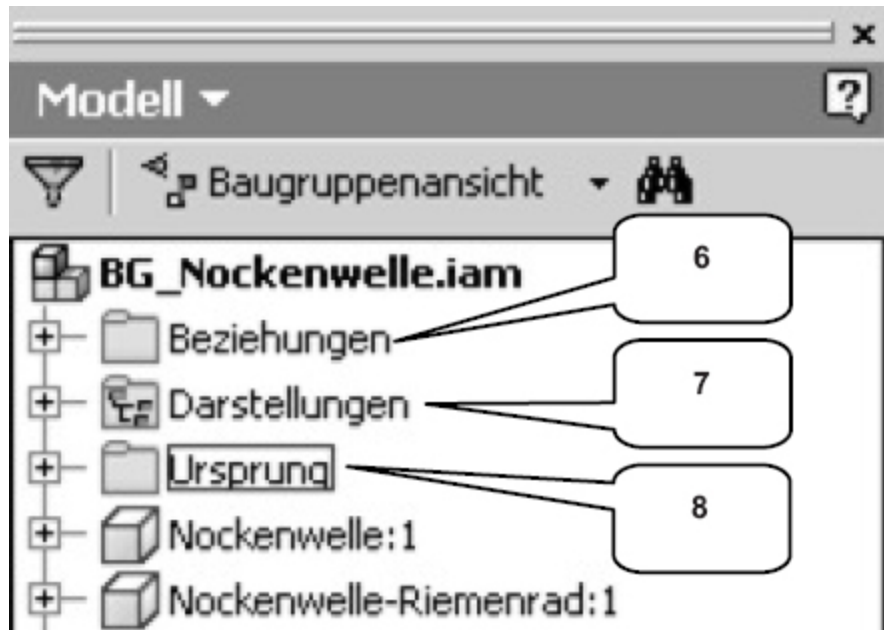 x
Modell
?
Baugruppenansicht
BG_Nockenwelle.iam
6
Beziehungen
7
Darstellungen
Ursprung
8
Nockenwelle:1
Nockenwelle-Riemenrad:1